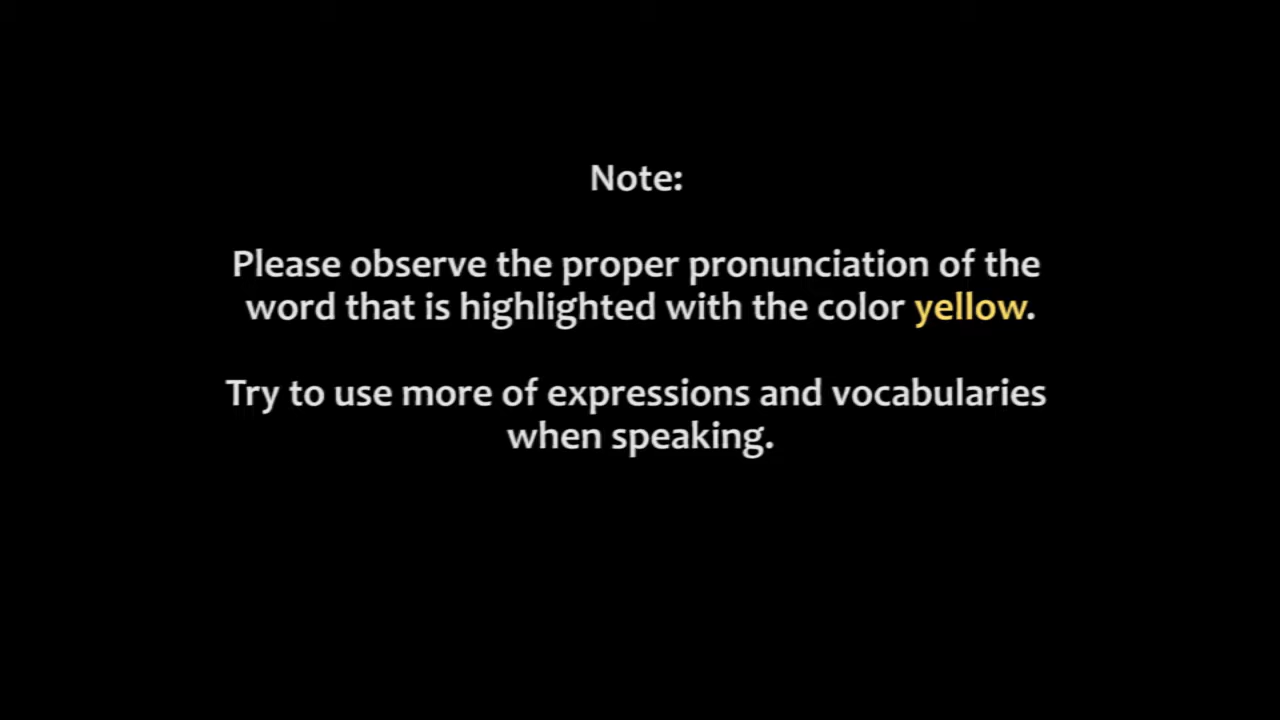 Note:
Please observe the proper pronunciation of the
word that is highlighted with the color yellow.
Try to use more of expressions and vocabularies
when speaking.